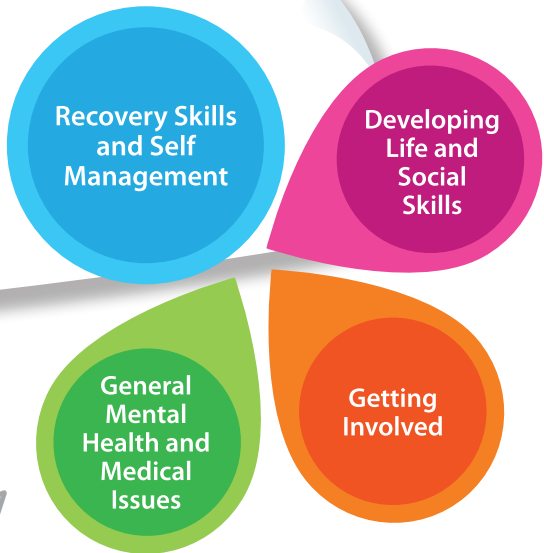 Recovery Skills
and Self
Management
Developing
Life and
Social
Skills
General
Mental
Health and
Medical
Issues
Getting
Involved